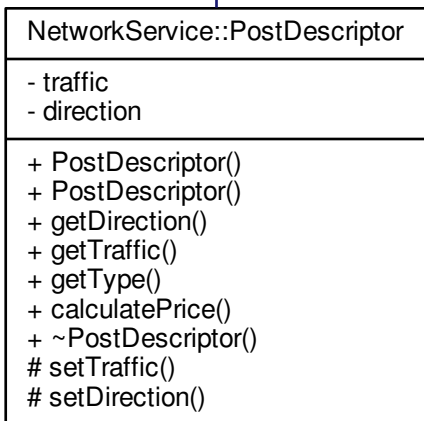 NetworkService::PostDescriptor
- traffic
- direction
+ PostDescriptor()
+ PostDescriptor()
+ getDirection()
+ getTraffic()
+ getType()
+ calculatePrice()
+ ~PostDescriptor()
# setTraffic()
# setDirection()